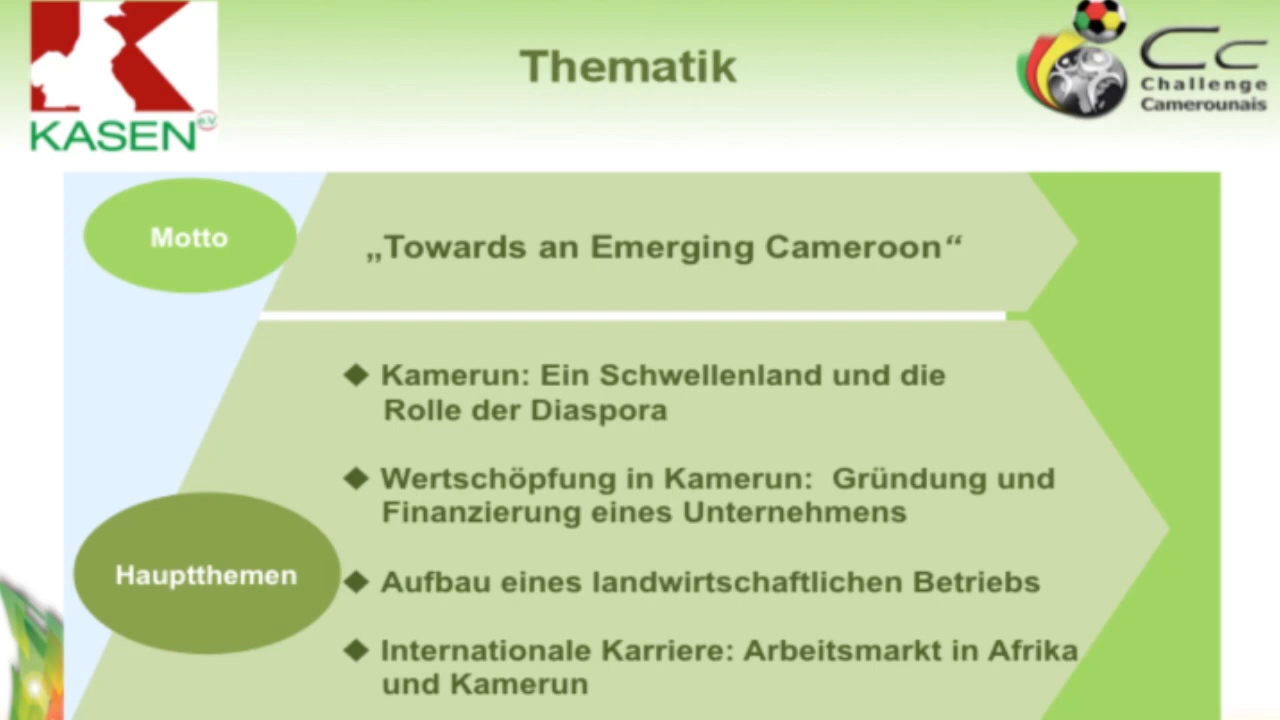 Thematik
KASEN e.V.
Cc
Challenge
Camerounais
Motto
„Towards an Emerging Cameroon“
Hauptthemen
◆ Kamerun: Ein Schwellenland und die
Rolle der Diaspora
◆ Wertschöpfung in Kamerun: Gründung und
Finanzierung eines Unternehmens
◆ Aufbau eines landwirtschaftlichen Betriebs
◆ Internationale Karriere: Arbeitsmarkt in Afrika
und Kamerun